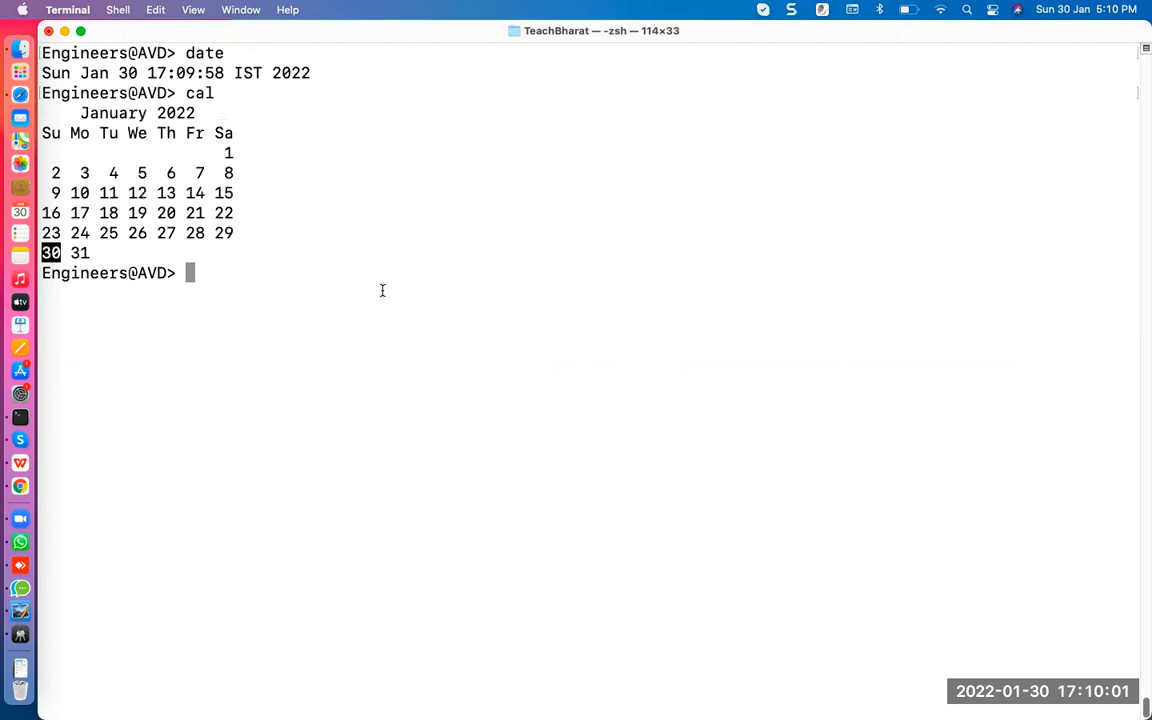 Terminal Shell Edit View Window Help Sun 30 Jan 5:10 PM
TeachBharat — -zsh — 114×33
Engineers@AVD> date
Sun Jan 30 17:09:58 IST 2022
Engineers@AVD> cal
January 2022
Su Mo Tu We Th Fr Sa
1
2 3 4 5 6 7 8
9 10 11 12 13 14 15
16 17 18 19 20 21 22
23 24 25 26 27 28 29
30 31
Engineers@AVD>
2022-01-30 17:10:01